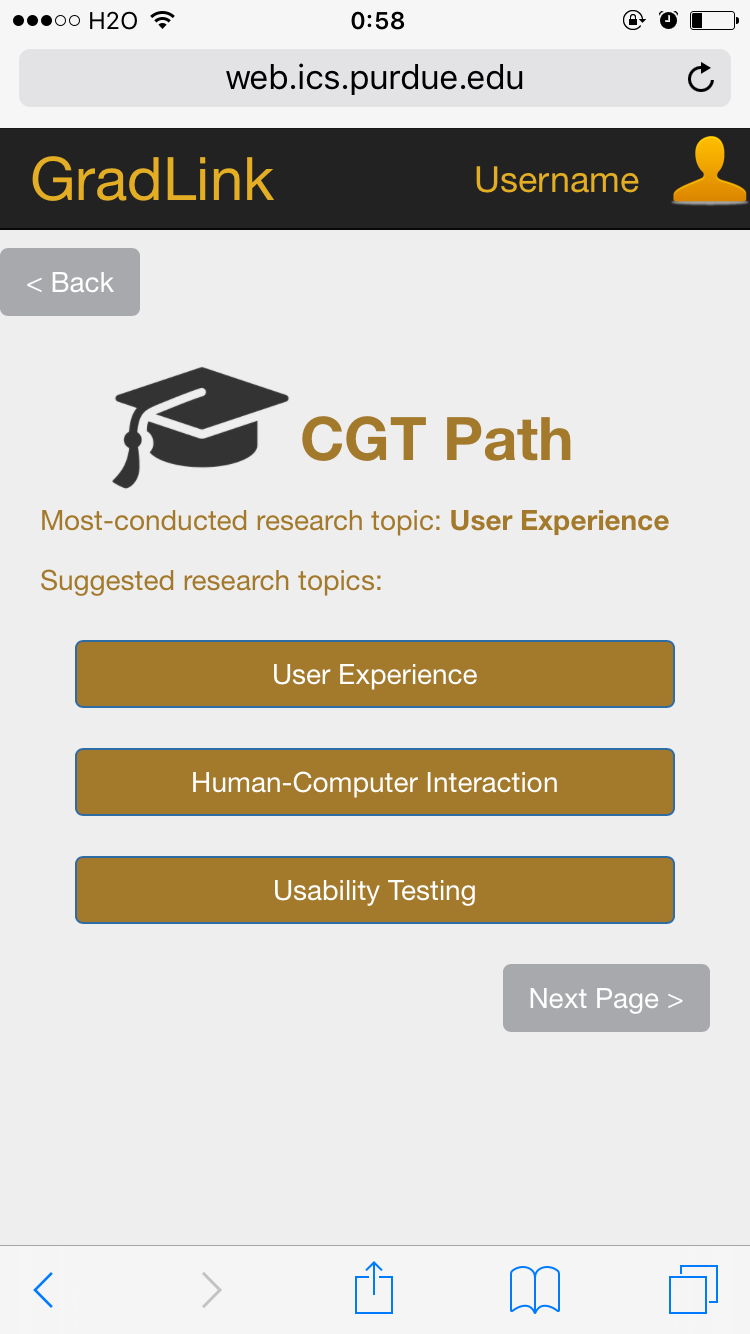 H2O 0:58
web.ics.purdue.edu
GradLink Username
< Back
CGT Path
Most-conducted research topic: User Experience
Suggested research topics:
User Experience
Human-Computer Interaction
Usability Testing
Next Page >